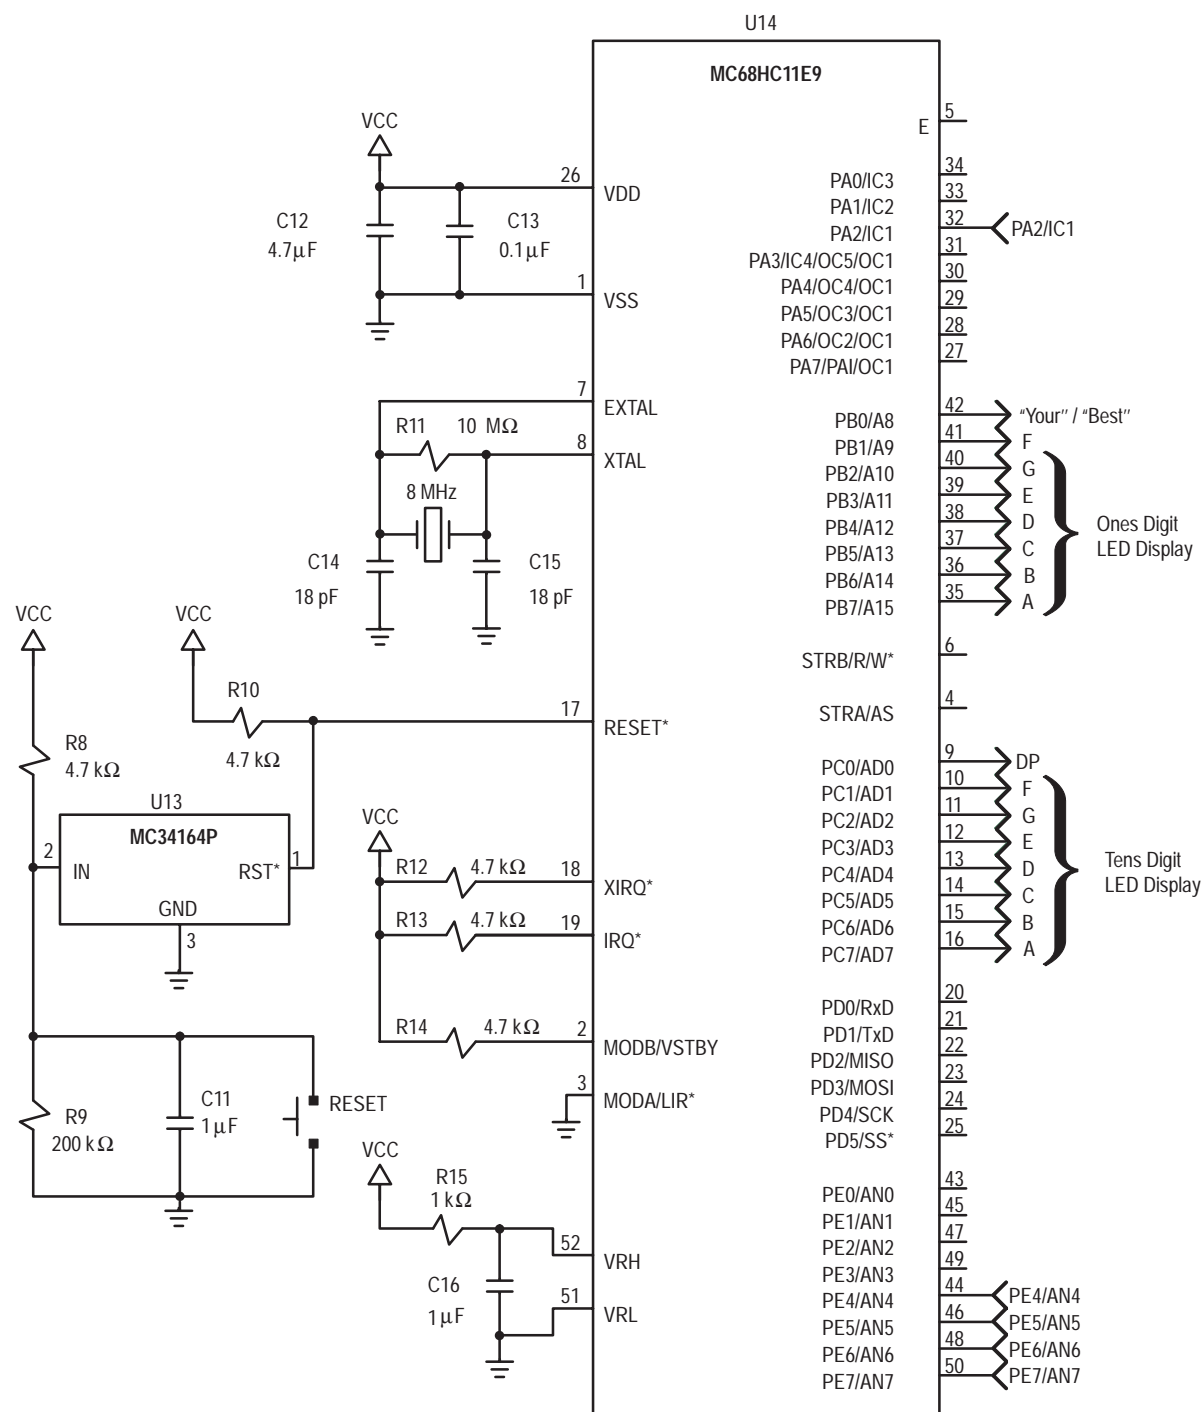 U14
MC68HC11E9
VCC
C12
4.7µF
C13
0.1µF
26
VDD
1
VSS
7
EXTAL
R11
10 MΩ
8
XTAL
8 MHz
C14
18 pF
C15
18 pF
VCC
VCC
R10
4.7 kΩ
17
RESET*
R8
4.7 kΩ
U13
MC34164P
2
IN
RST*
1
GND
3
VCC
R12
4.7 kΩ
18
XIRQ*
R13
4.7 kΩ
19
IRQ*
R14
4.7 kΩ
2
MODB/VSTBY
3
MODA/LIR*
R9
200 kΩ
C11
1µF
RESET
VCC
R15
1 kΩ
52
VRH
C16
1µF
51
VRL
E
5
PA0/IC3
34
PA1/IC2
33
PA2/IC1
32
PA2/IC1
PA3/IC4/OC5/OC1
31
PA4/OC4/OC1
30
PA5/OC3/OC1
29
PA6/OC2/OC1
28
PA7/PAI/OC1
27
PB0/A8
42
"Your" / "Best"
PB1/A9
41
F
PB2/A10
40
G
PB3/A11
39
E
PB4/A12
38
D
PB5/A13
37
C
PB6/A14
36
B
PB7/A15
35
A
Ones Digit
LED Display
STRB/R/W*
6
STRA/AS
4
PC0/AD0
9
DP
PC1/AD1
10
F
PC2/AD2
11
G
PC3/AD3
12
E
PC4/AD4
13
D
PC5/AD5
14
C
PC6/AD6
15
B
PC7/AD7
16
A
Tens Digit
LED Display
PD0/RxD
20
PD1/TxD
21
PD2/MISO
22
PD3/MOSI
23
PD4/SCK
24
PD5/SS*
25
PE0/AN0
43
PE1/AN1
45
PE2/AN2
47
PE3/AN3
49
PE4/AN4
44
PE4/AN4
PE5/AN5
46
PE5/AN5
PE6/AN6
48
PE6/AN6
PE7/AN7
50
PE7/AN7